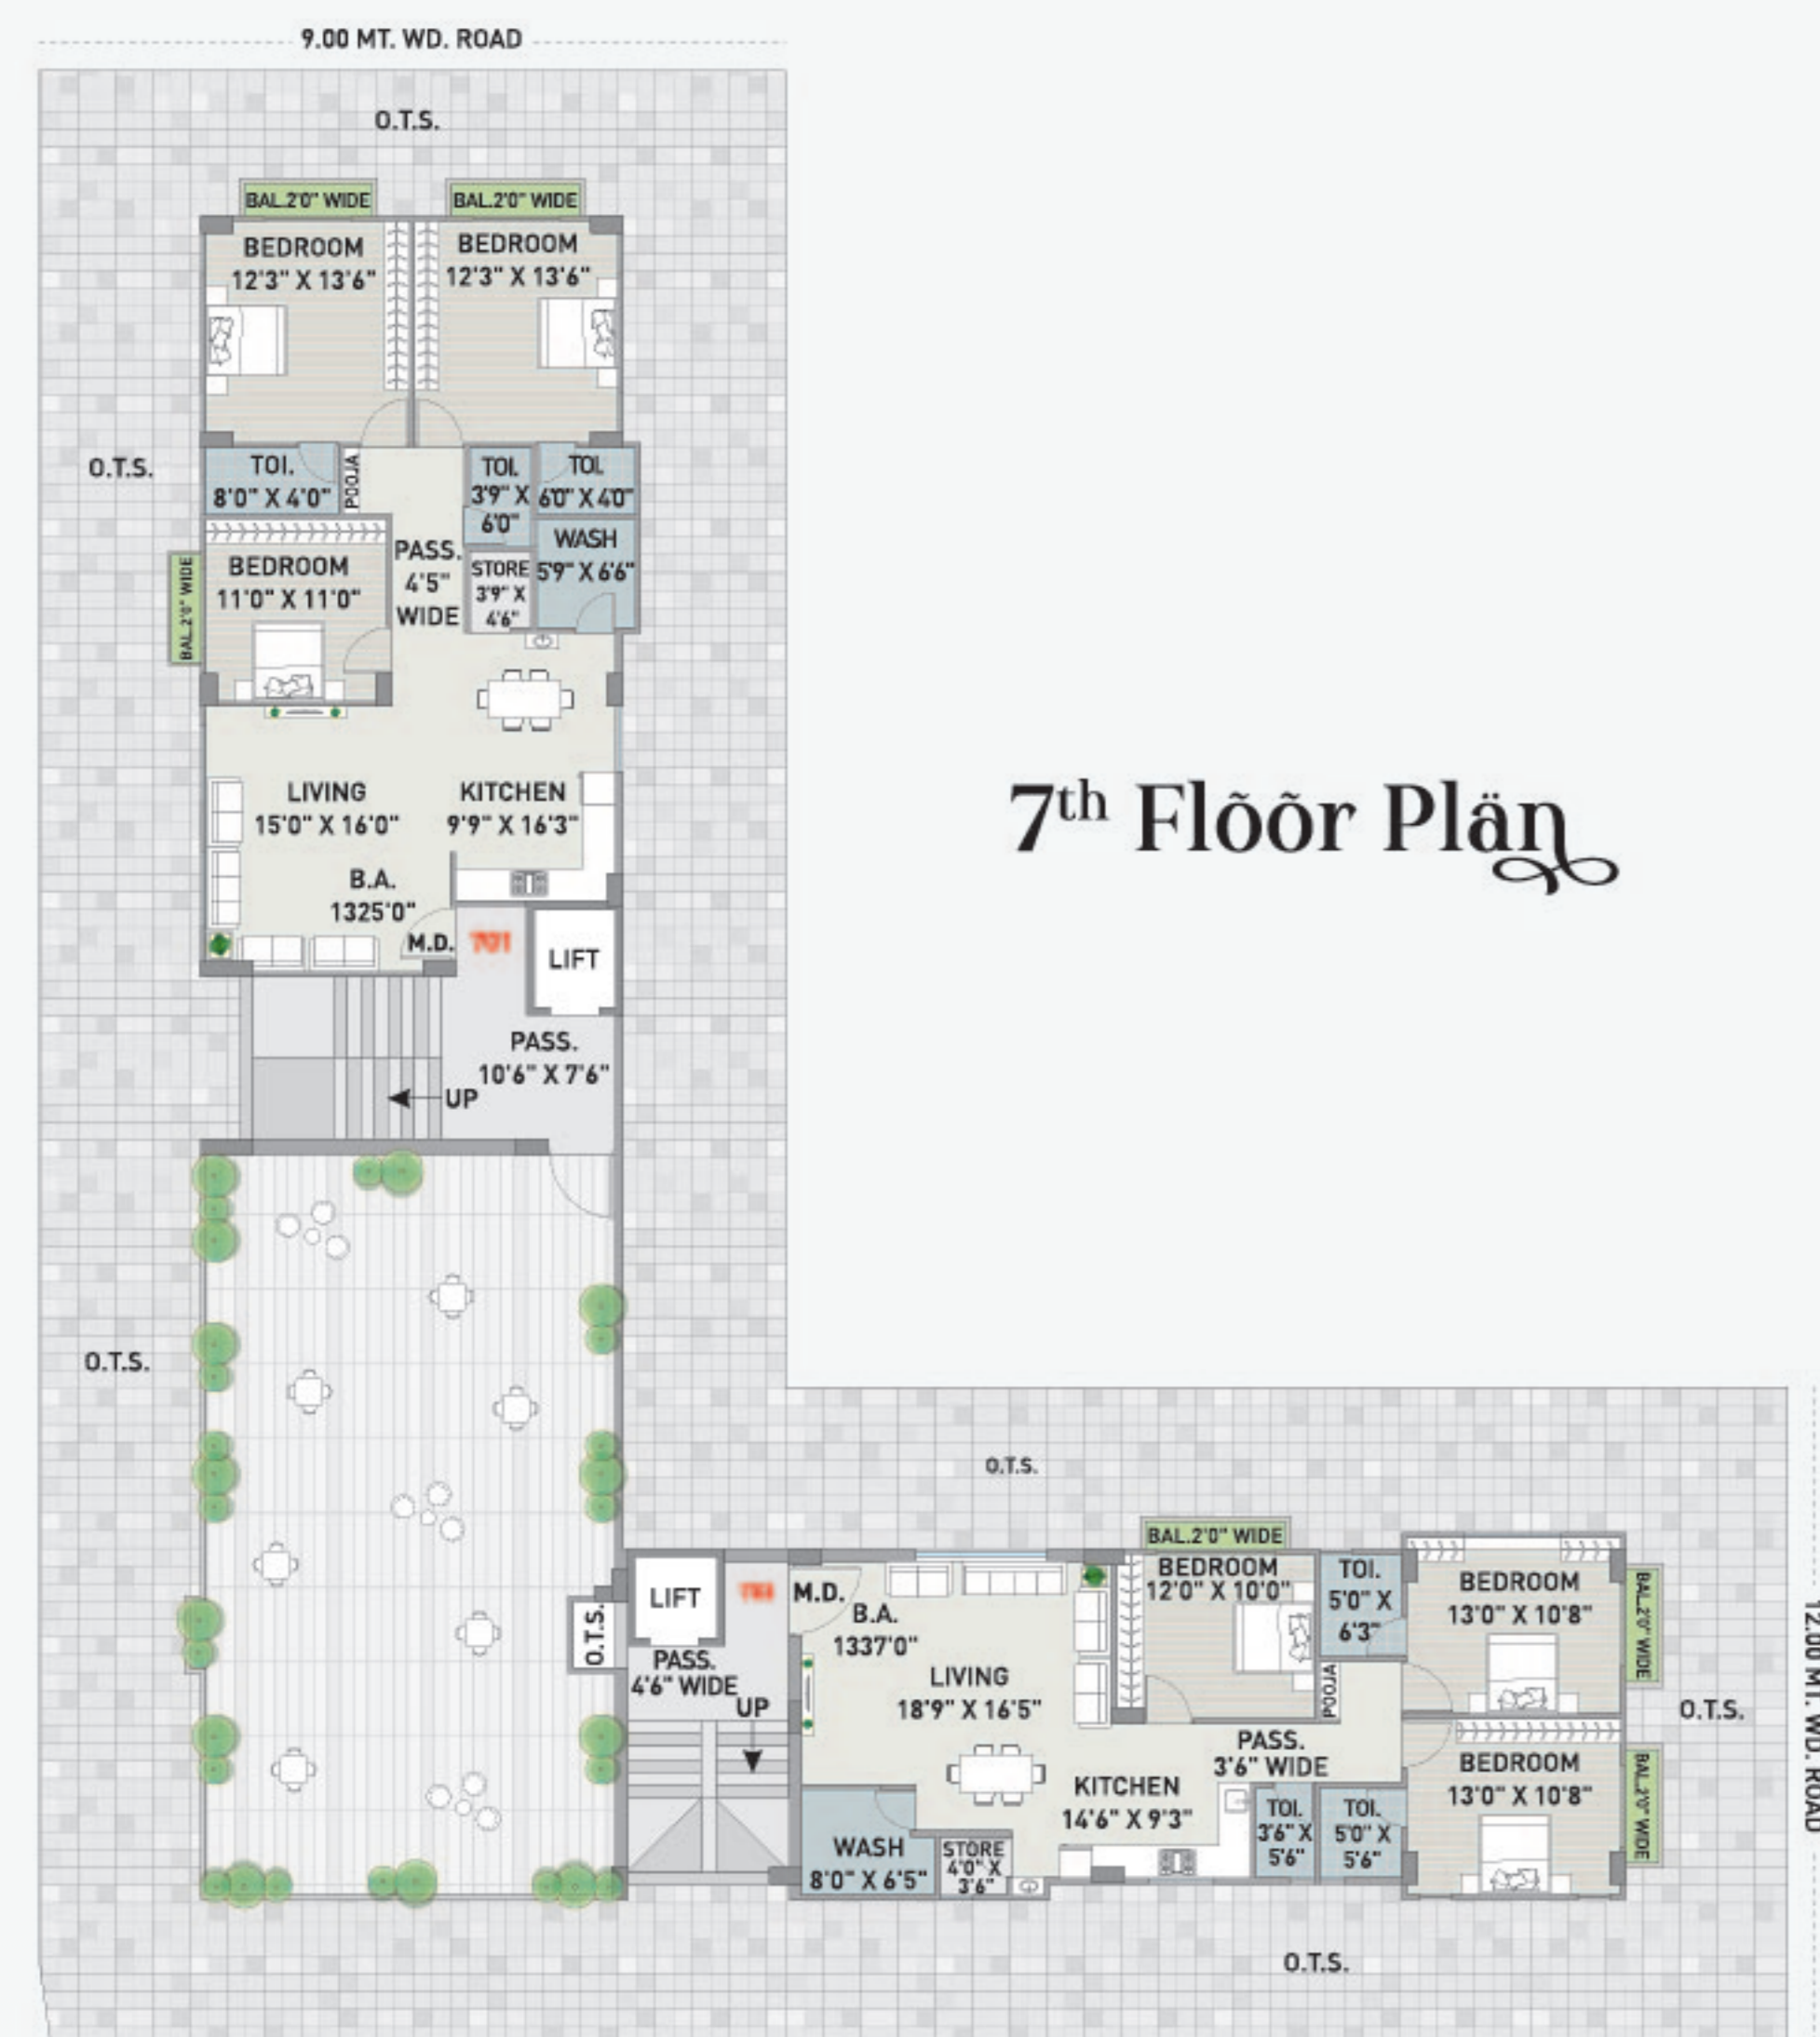 9.00 MT. WD. ROAD
O.T.S.
BAL.2'0" WIDE
BAL.2'0" WIDE
BEDROOM
12'3" X 13'6"
BEDROOM
12'3" X 13'6"
O.T.S.
TOI.
8'0" X 4'0"
POOJA
TOI.
3'9" X
6'0"
TOI.
6'0" X 4'0"
WASH
5'9" X 6'6"
PASS.
4'5"
WIDE
STORE
3'9" X
4'6"
BEDROOM
11'0" X 11'0"
BAL.2'0" WIDE
LIVING
15'0" X 16'0"
KITCHEN
9'9" X 16'3"
B.A.
1325'0"
M.D.
701
LIFT
PASS.
10'6" X 7'6"
UP
7th Flõõr Plän
O.T.S.
O.T.S.
O.T.S.
LIFT
PASS.
4'6" WIDE
UP
M.D.
B.A.
1337'0"
LIVING
18'9" X 16'5"
BAL.2'0" WIDE
BEDROOM
12'0" X 10'0"
TOI.
5'0" X
6'3"
POOJA
BEDROOM
13'0" X 10'8"
BAL.2'0" WIDE
O.T.S.
12.00 MT. WD. ROAD
PASS.
3'6" WIDE
BEDROOM
13'0" X 10'8"
BAL.2'0" WIDE
KITCHEN
14'6" X 9'3"
TOI.
3'6" X
5'6"
TOI.
5'0" X
5'6"
WASH
8'0" X 6'5"
STORE
4'0" X
3'6"
O.T.S.